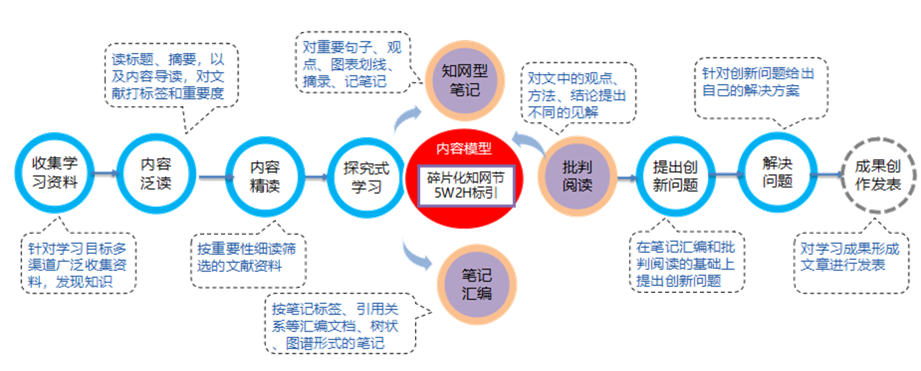 读标题、摘要，以
及内容导读，对文
献打标签和重要度
对重要句子、观
点、图表划线、
摘录、记笔记
知网型
笔记
对文中的观点、
方法、结论提出
不同的见解
针对创新问题给出
自己的解决方案
收集学
习资料
内容
泛读
内容
精读
探究式
学习
内容模型
碎片化知网节
5W2H标引
批判
阅读
提出创
新问题
解决
问题
成果创
作发表
针对学习目标多
渠道广泛收集资
料，发现知识
按重要性细读筛
选的文献资料
笔记
汇编
按笔记标签、引用关
系等汇编文档、树状
、图谱形式的笔记
在笔记汇编和批
判阅读的基础上
提出创新问题
对学习成果形成
文章进行发表